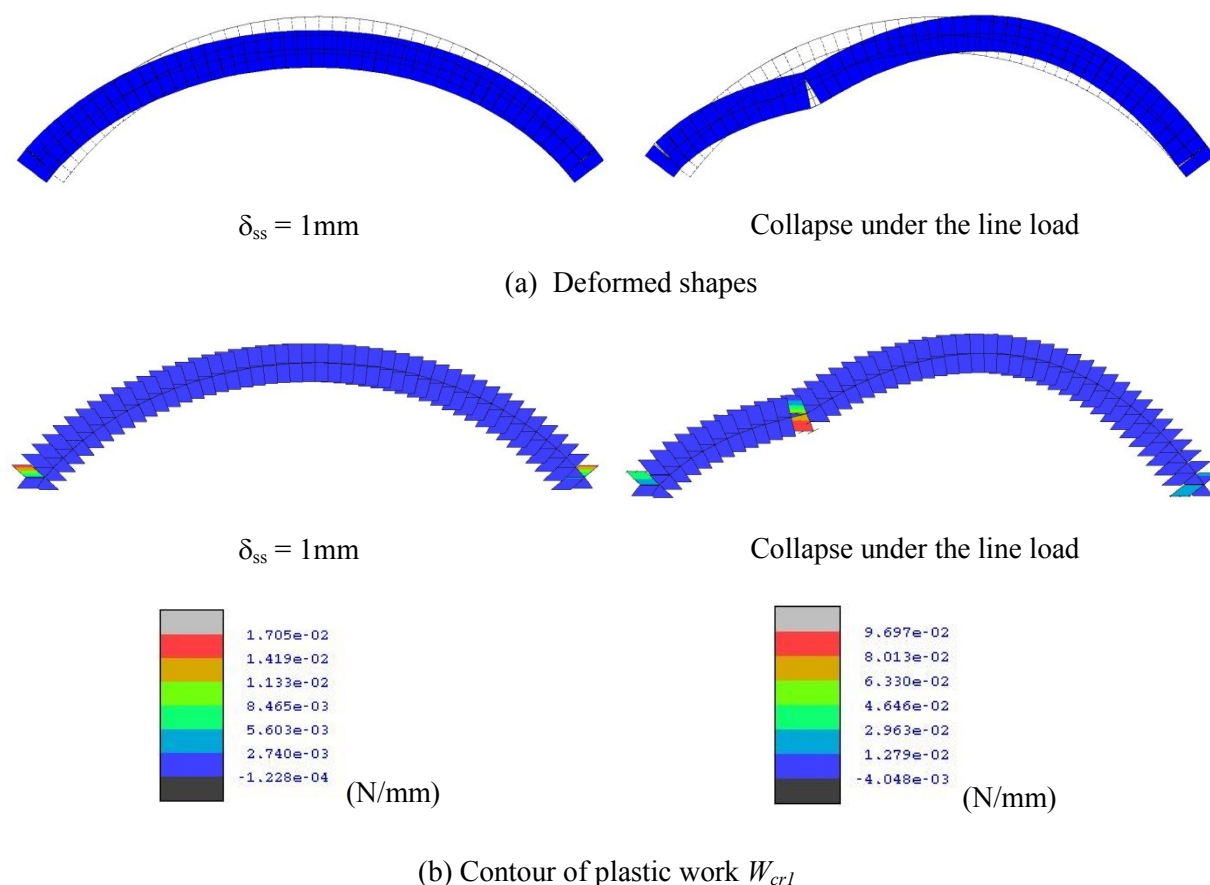 δss = 1mm
Collapse under the line load
(a) Deformed shapes
δss = 1mm
Collapse under the line load
1.705e-02
1.419e-02
1.133e-02
8.465e-03
5.603e-03
2.740e-03
-1.228e-04
(N/mm)
9.697e-02
8.013e-02
6.330e-02
4.646e-02
2.963e-02
1.279e-02
-4.048e-03
(N/mm)
(b) Contour of plastic work Wcr1